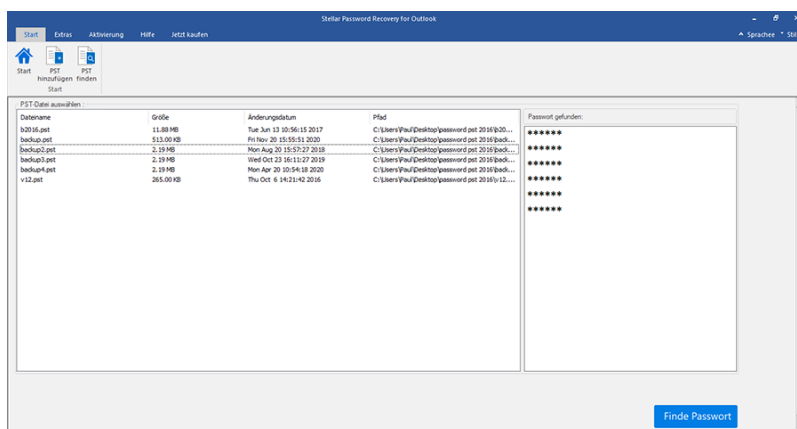 Stellar Password Recovery for Outlook
Start Extras Aktivierung Hilfe Jetzt kaufen Sprachee Stil
Start PST hinzufügen PST finden
Start
PST-Datei auswählen :
Dateiname Größe Änderungsdatum Pfad
b2016.pst 11.88 MB Tue Jun 13 10:56:15 2017 C:\Users\Paul\Desktop\password pst 2016\b20...
backup.pst 513.00 KB Fri Nov 20 15:55:51 2020 C:\Users\Paul\Desktop\password pst 2016\back...
backup2.pst 2.19 MB Mon Aug 20 15:57:27 2018 C:\Users\Paul\Desktop\password pst 2016\back...
backup3.pst 2.19 MB Wed Oct 23 16:11:27 2019 C:\Users\Paul\Desktop\password pst 2016\back...
backup4.pst 2.19 MB Mon Apr 20 10:54:18 2020 C:\Users\Paul\Desktop\password pst 2016\back...
v12.pst 265.00 KB Thu Oct 6 14:21:42 2016 C:\Users\Paul\Desktop\password pst 2016\v12....
Passwort gefunden:
******
******
******
******
******
******
Finde Passwort